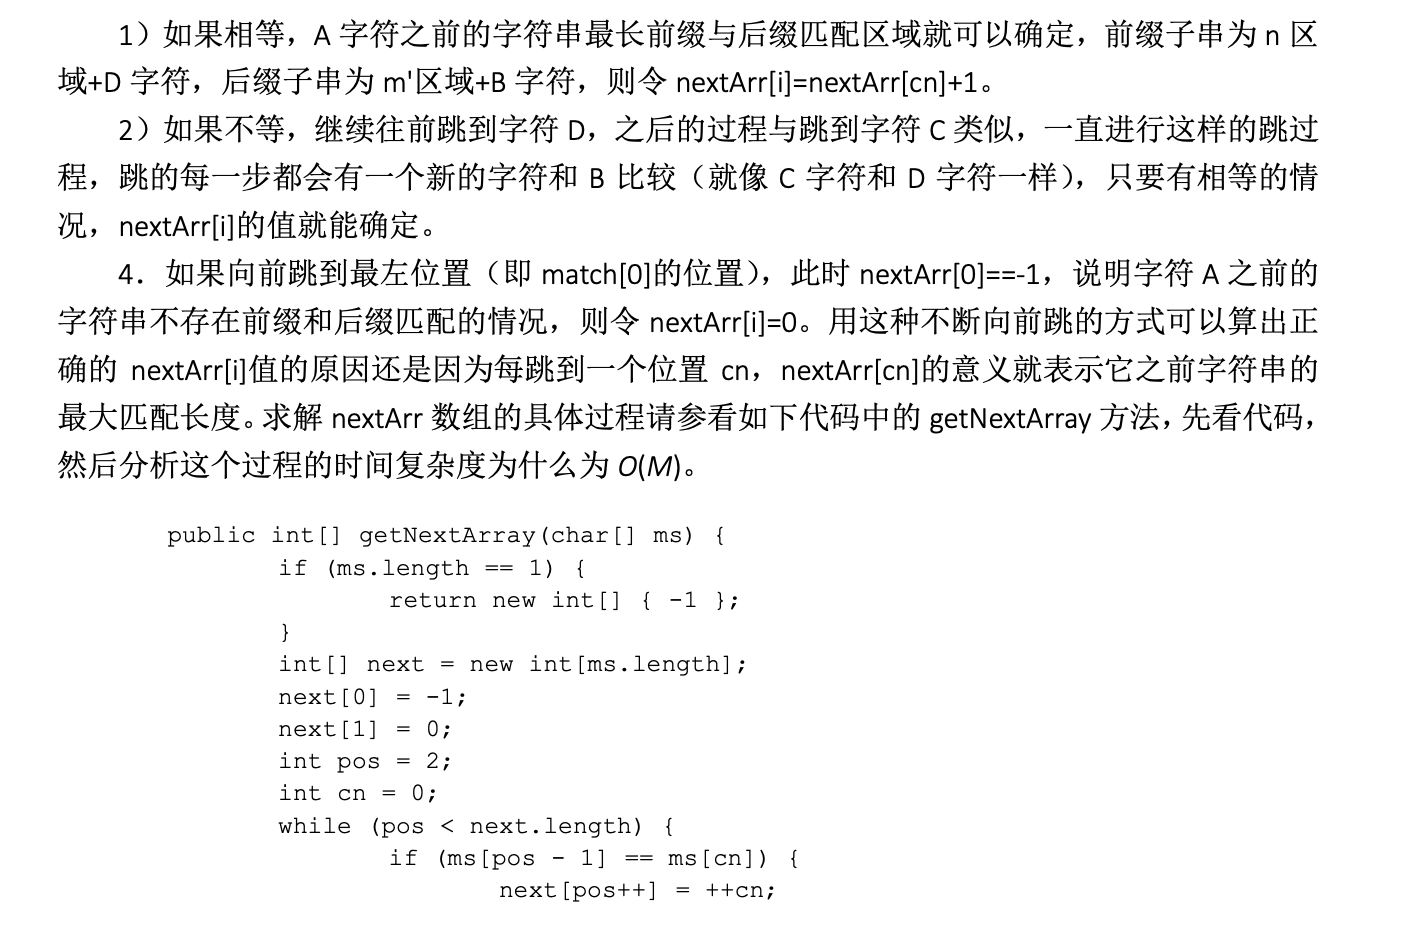 1）如果相等，A 字符之前的字符串最长前缀与后缀匹配区域就可以确定，前缀子串为 n 区
域+D 字符，后缀子串为 m'区域+B 字符，则令 nextArr[i]=nextArr[cn]+1。
2）如果不等，继续往前跳到字符 D，之后的过程与跳到字符 C 类似，一直进行这样的跳过
程，跳的每一步都会有一个新的字符和 B 比较（就像 C 字符和 D 字符一样），只要有相等的情
况，nextArr[i]的值就能确定。
4．如果向前跳到最左位置（即 match[0]的位置），此时 nextArr[0]==-1，说明字符 A 之前的
字符串不存在前缀和后缀匹配的情况，则令 nextArr[i]=0。用这种不断向前跳的方式可以算出正
确的 nextArr[i]值的原因还是因为每跳到一个位置 cn，nextArr[cn]的意义就表示它之前字符串的
最大匹配长度。求解 nextArr 数组的具体过程请参看如下代码中的 getNextArray 方法，先看代码，
然后分析这个过程的时间复杂度为什么为 O(M)。
public int[] getNextArray(char[] ms) {
if (ms.length == 1) {
return new int[] { -1 };
}
int[] next = new int[ms.length];
next[0] = -1;
next[1] = 0;
int pos = 2;
int cn = 0;
while (pos < next.length) {
if (ms[pos - 1] == ms[cn]) {
next[pos++] = ++cn;